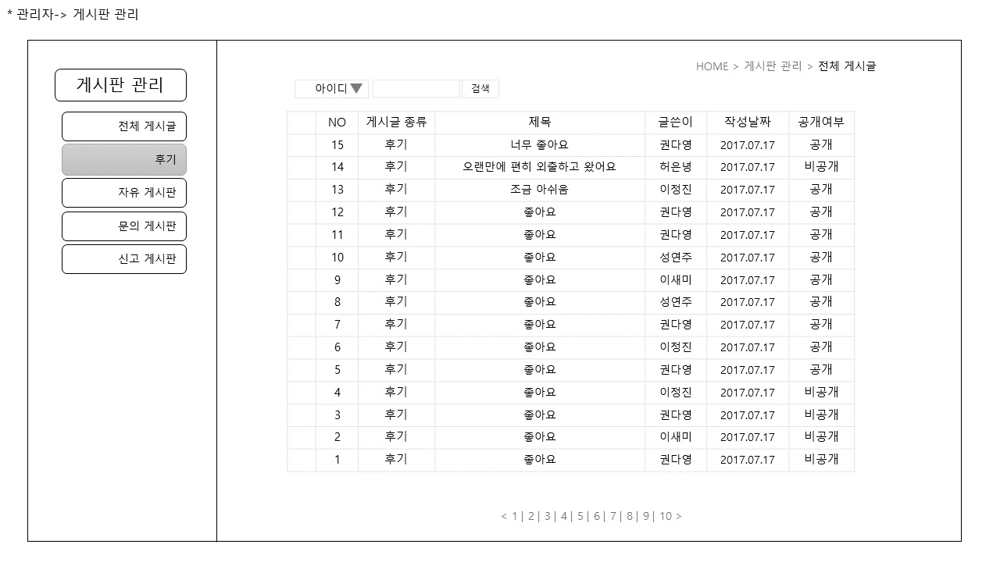 * 관리자-> 게시판 관리
게시판 관리
전체 게시글
후기
자유 게시판
문의 게시판
신고 게시판
HOME > 게시판 관리 > 전체 게시글
아이디▼ 검색
NO 게시글 종류 제목 글쓴이 작성날짜 공개여부
15 후기 너무 좋아요 권다영 2017.07.17 공개
14 후기 오랜만에 편히 외출하고 왔어요 허은녕 2017.07.17 비공개
13 후기 조금 아쉬움 이정진 2017.07.17 공개
12 후기 좋아요 권다영 2017.07.17 공개
11 후기 좋아요 권다영 2017.07.17 공개
10 후기 좋아요 성연주 2017.07.17 공개
9 후기 좋아요 이새미 2017.07.17 공개
8 후기 좋아요 성연주 2017.07.17 공개
7 후기 좋아요 권다영 2017.07.17 공개
6 후기 좋아요 이정진 2017.07.17 공개
5 후기 좋아요 권다영 2017.07.17 공개
4 후기 좋아요 이정진 2017.07.17 비공개
3 후기 좋아요 권다영 2017.07.17 비공개
2 후기 좋아요 이새미 2017.07.17 비공개
1 후기 좋아요 권다영 2017.07.17 비공개
< 1 | 2 | 3 | 4 | 5 | 6 | 7 | 8 | 9 | 10 >